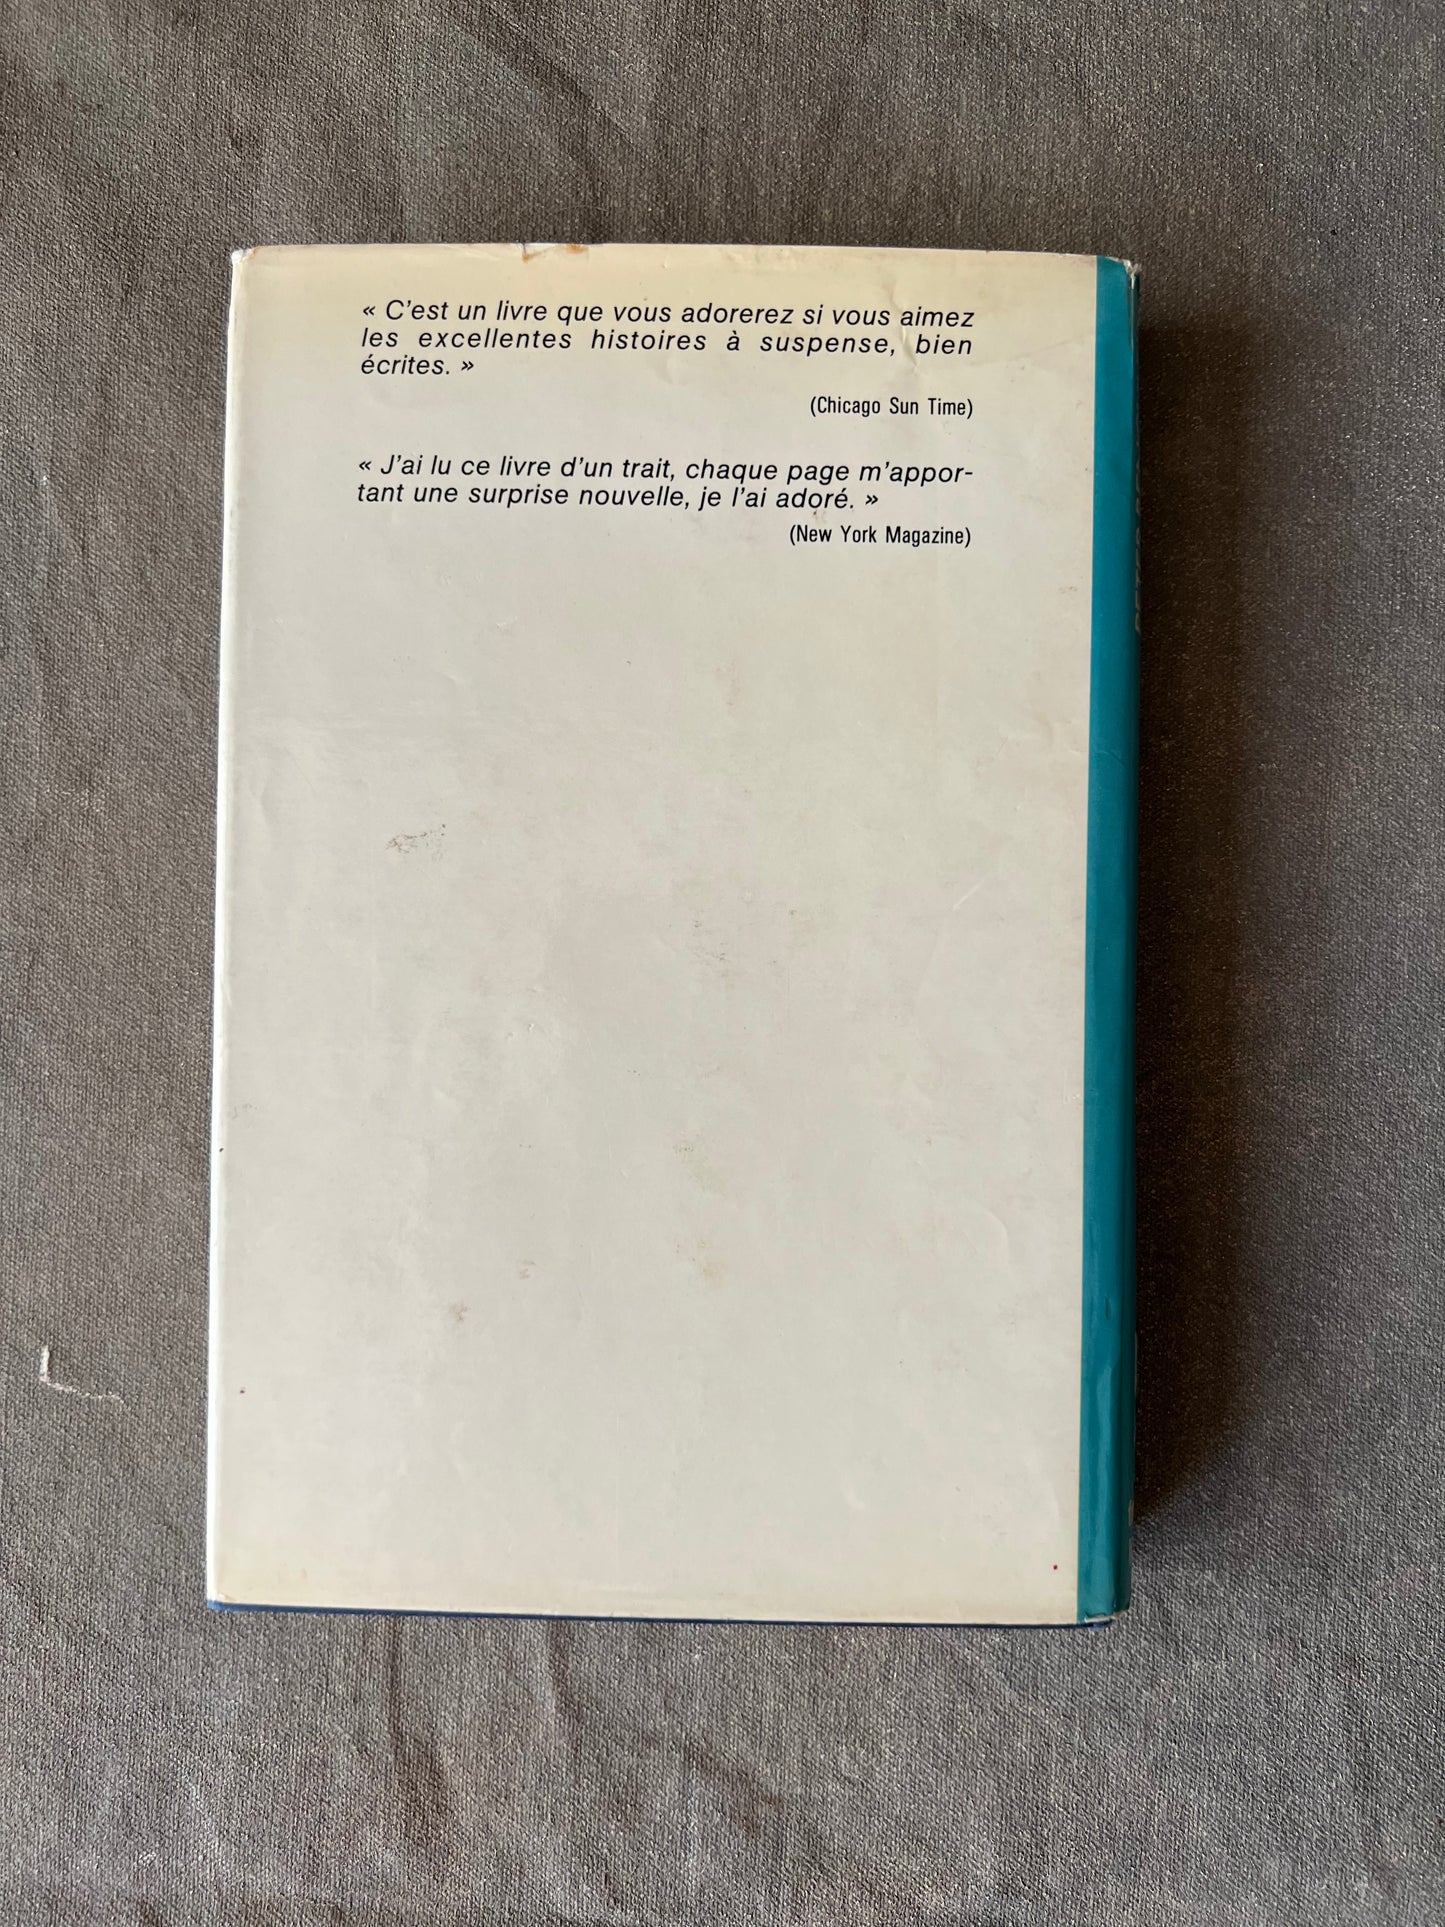 « C'est un livre que vous adorerez si vous aimez
les excellentes histoires à suspense, bien
écrites. »
(Chicago Sun Time)
« J'ai lu ce livre d'un trait, chaque page m'appor-
tant une surprise nouvelle, je l'ai adoré. »
(New York Magazine)